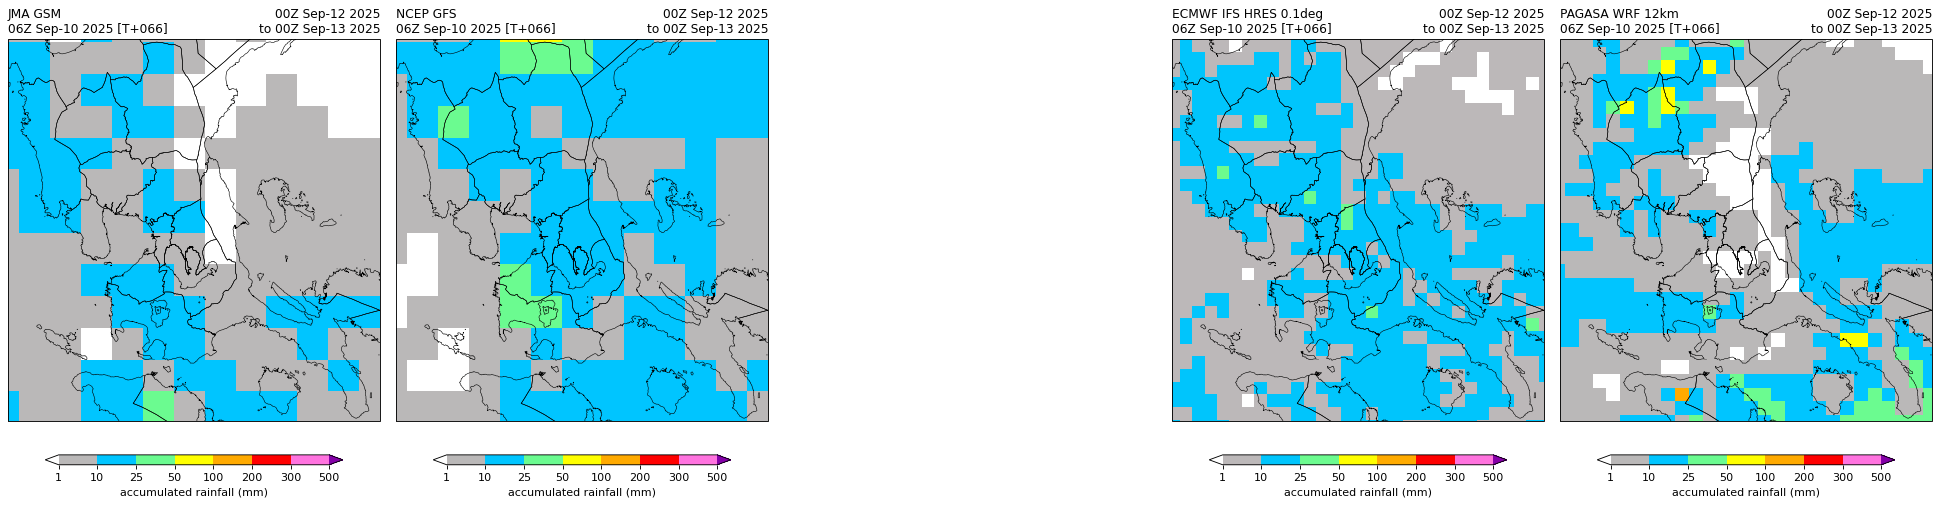 JMA GSM 00Z Sep-12 2025
06Z Sep-10 2025 [T+066] to 00Z Sep-13 2025
1 10 25 50 100 200 300 500
accumulated rainfall (mm)
NCEP GFS 00Z Sep-12 2025
06Z Sep-10 2025 [T+066] to 00Z Sep-13 2025
1 10 25 50 100 200 300 500
accumulated rainfall (mm)
ECMWF IFS HRES 0.1deg 00Z Sep-12 2025
06Z Sep-10 2025 [T+066] to 00Z Sep-13 2025
1 10 25 50 100 200 300 500
accumulated rainfall (mm)
PAGASA WRF 12km 00Z Sep-12 2025
06Z Sep-10 2025 [T+066] to 00Z Sep-13 2025
1 10 25 50 100 200 300 500
accumulated rainfall (mm)